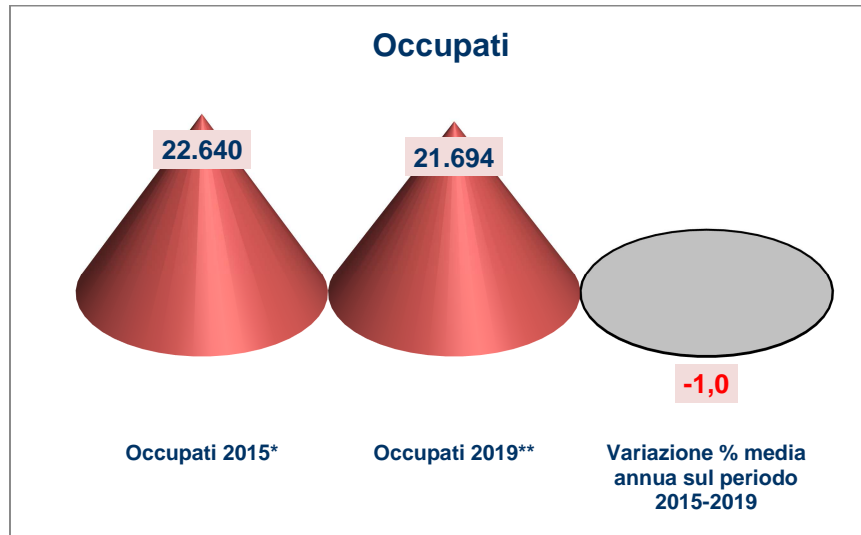 Occupati
22.640
21.694
-1,0
Occupati 2015*
Occupati 2019**
Variazione % media
annua sul periodo
2015-2019